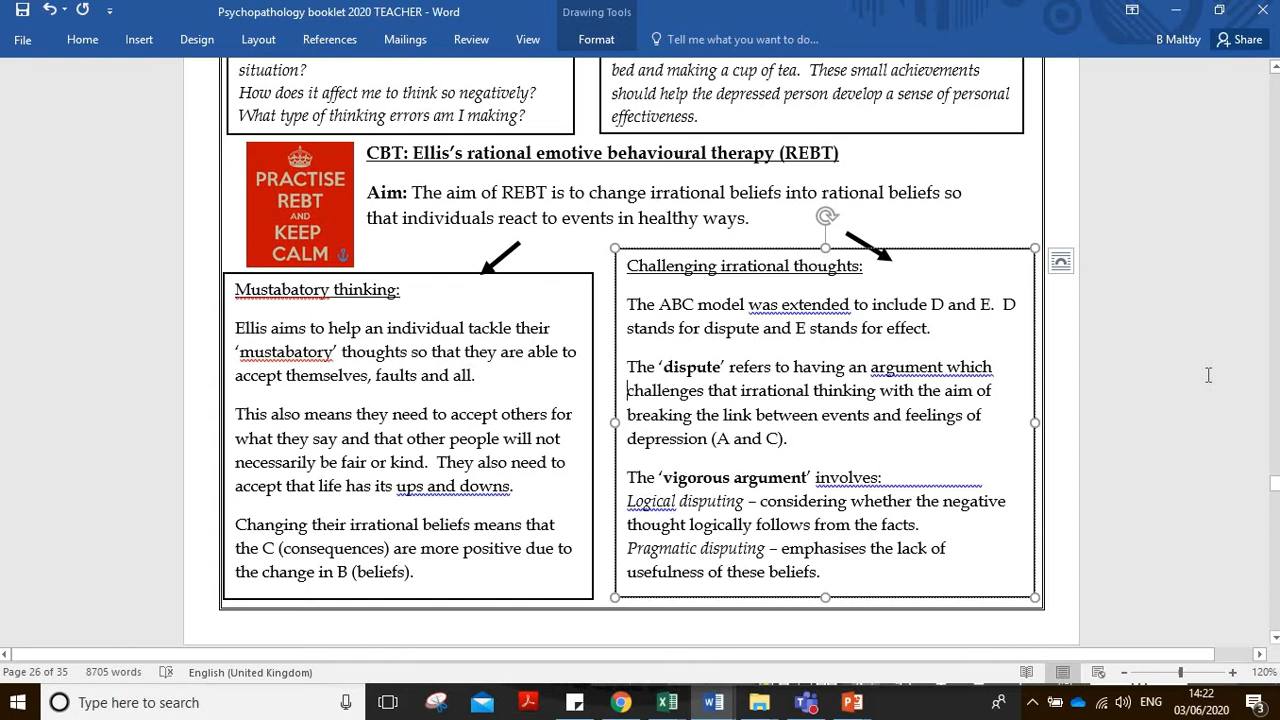 Psychopathology booklet 2020 TEACHER - Word
Drawing Tools
File
Home
Insert
Design
Layout
References
Mailings
Review
View
Format
Tell me what you want to do...
B Maltby
Share
situation?
How does it affect me to think so negatively?
What type of thinking errors am I making?
bed and making a cup of tea. These small achievements
should help the depressed person develop a sense of personal
effectiveness.
PRACTISE
REBT
AND
KEEP
CALM
CBT: Ellis's rational emotive behavioural therapy (REBT)
Aim: The aim of REBT is to change irrational beliefs into rational beliefs so
that individuals react to events in healthy ways.
Mustabatory thinking:
Ellis aims to help an individual tackle their
‘mustabatory’ thoughts so that they are able to
accept themselves, faults and all.
This also means they need to accept others for
what they say and that other people will not
necessarily be fair or kind. They also need to
accept that life has its ups and downs.
Changing their irrational beliefs means that
the C (consequences) are more positive due to
the change in B (beliefs).
Challenging irrational thoughts:
The ABC model was extended to include D and E. D
stands for dispute and E stands for effect.
The ‘dispute’ refers to having an argument which
challenges that irrational thinking with the aim of
breaking the link between events and feelings of
depression (A and C).
The ‘vigorous argument’ involves:
Logical disputing – considering whether the negative
thought logically follows from the facts.
Pragmatic disputing – emphasises the lack of
usefulness of these beliefs.
Page 26 of 35
8705 words
English (United Kingdom)
120%
Type here to search
ENG
14:22
03/06/2020
3